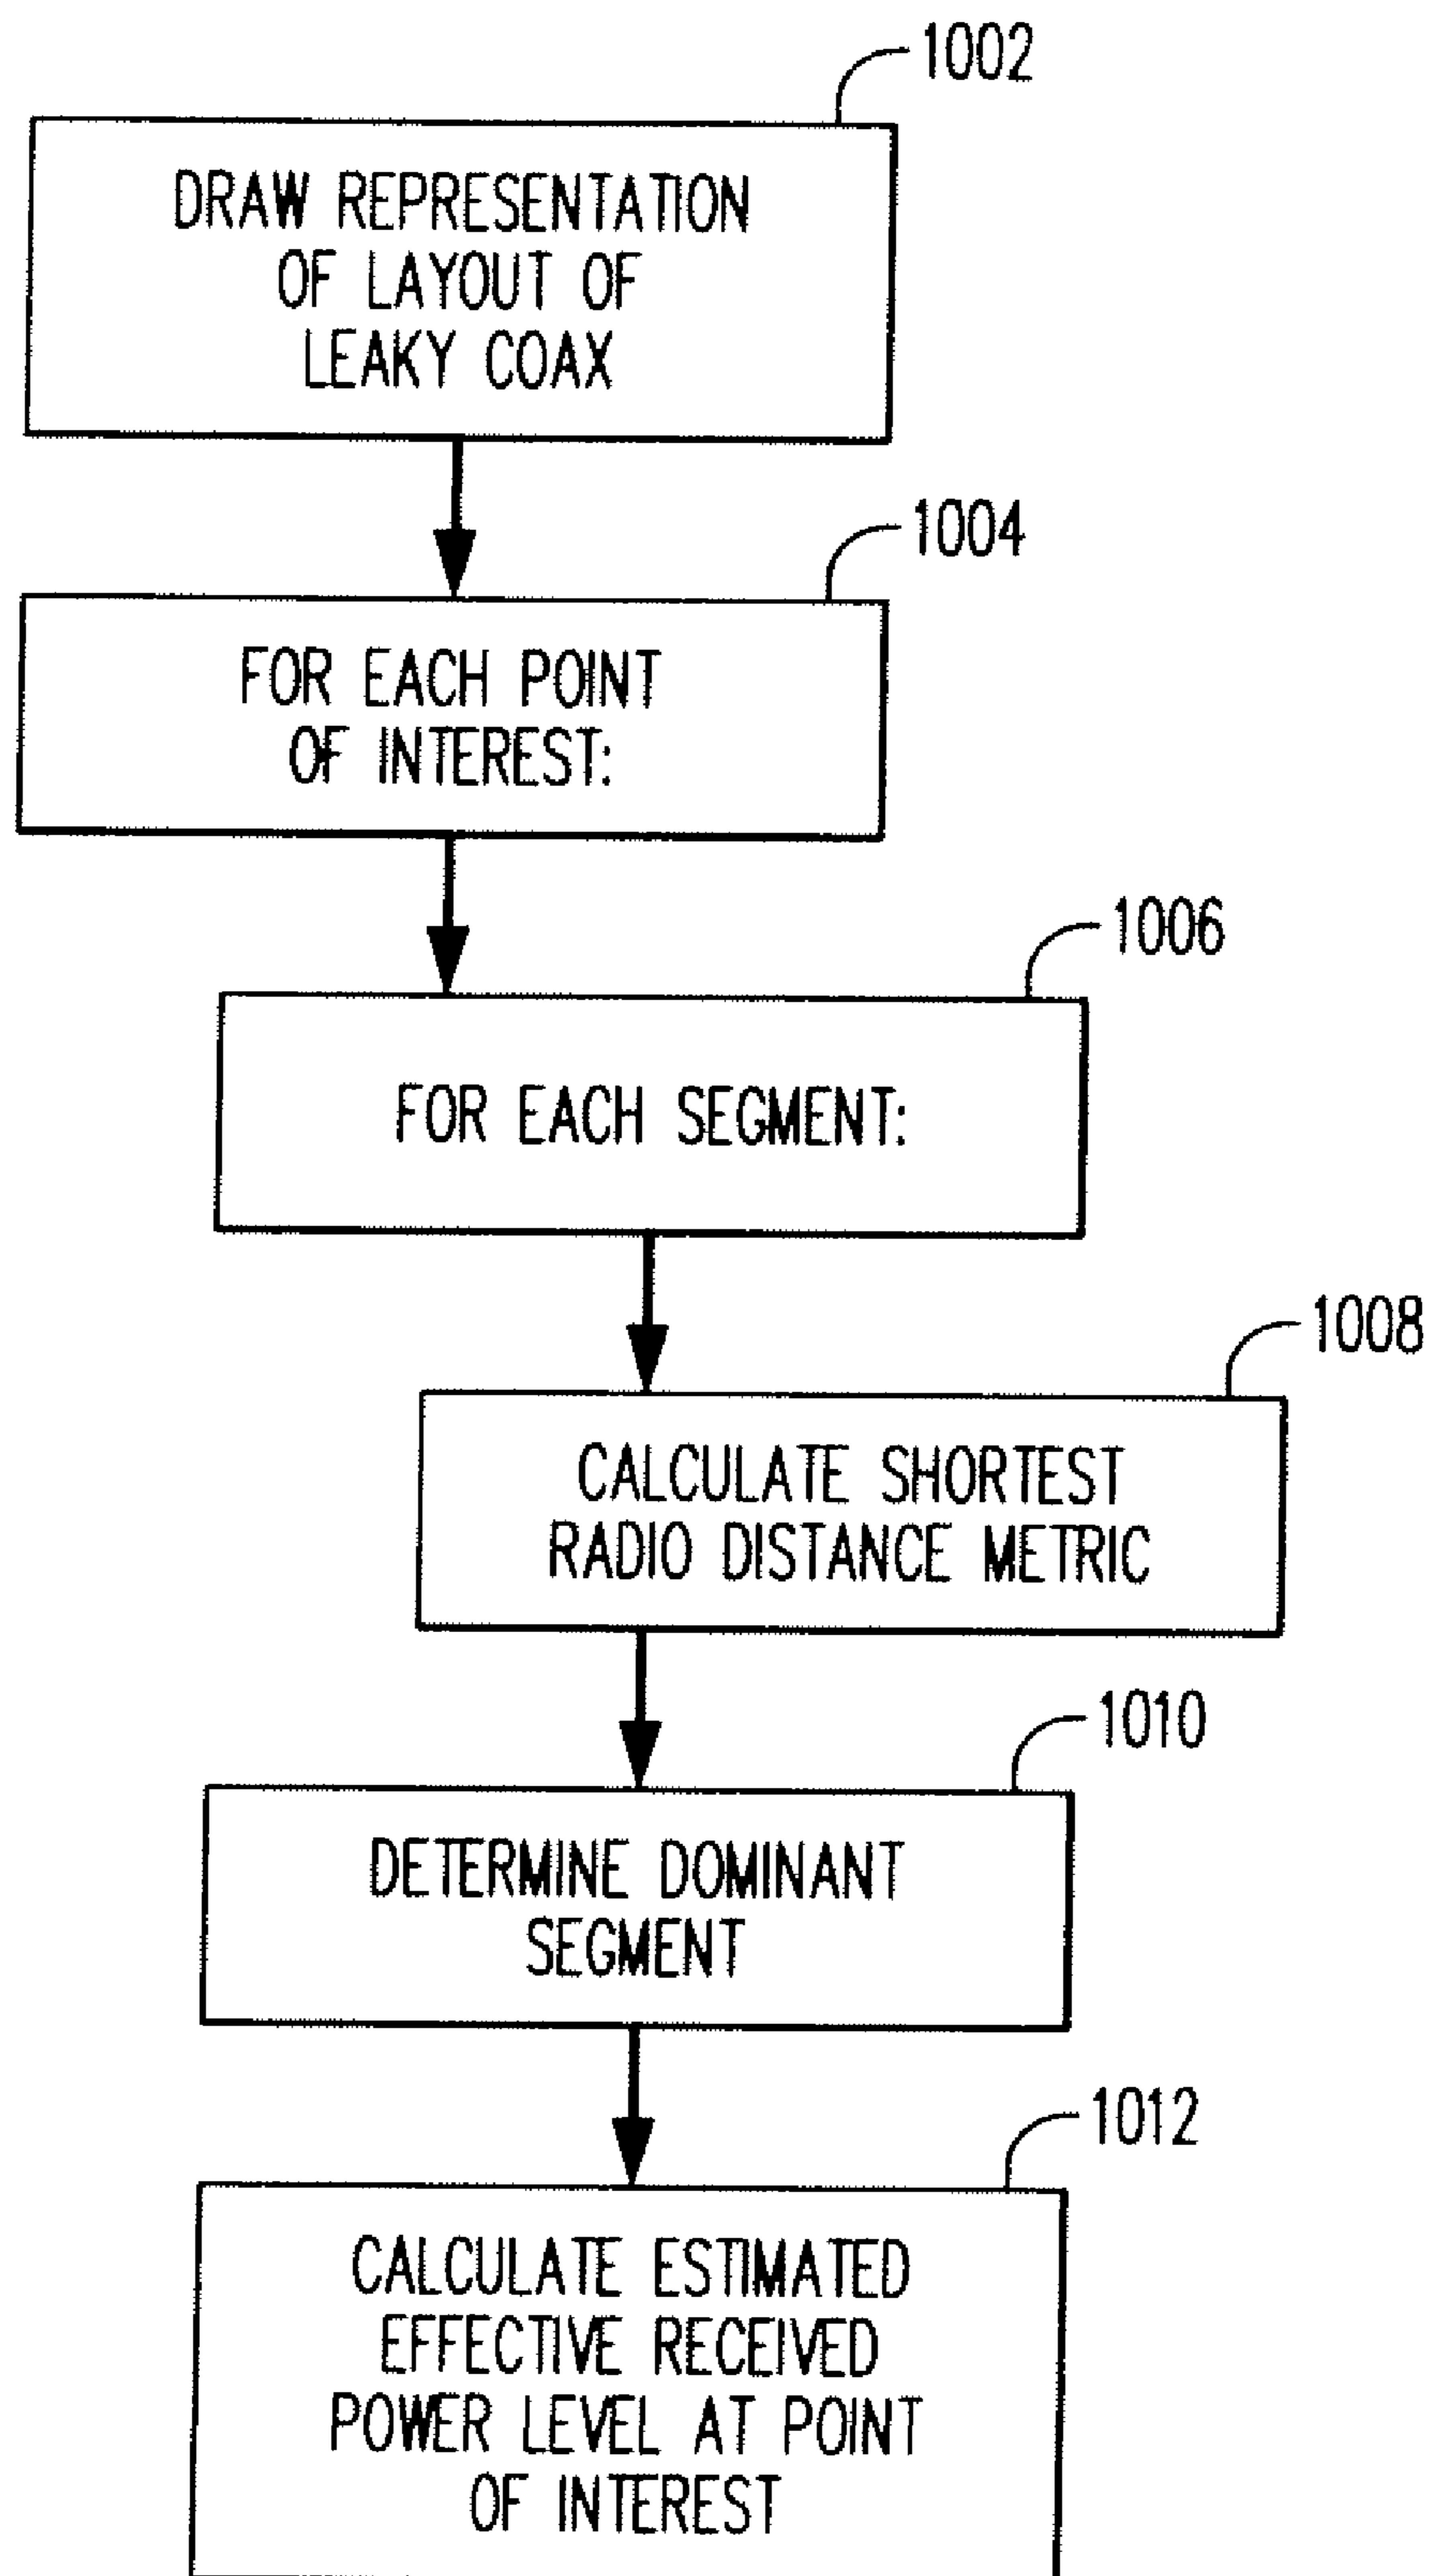 1002
DRAW REPRESENTATION
OF LAYOUT OF
LEAKY COAX
1004
FOR EACH POINT
OF INTEREST:
1006
FOR EACH SEGMENT:
1008
CALCULATE SHORTEST
RADIO DISTANCE METRIC
1010
DETERMINE DOMINANT
SEGMENT
1012
CALCULATE ESTIMATED
EFFECTIVE RECEIVED
POWER LEVEL AT POINT
OF INTEREST